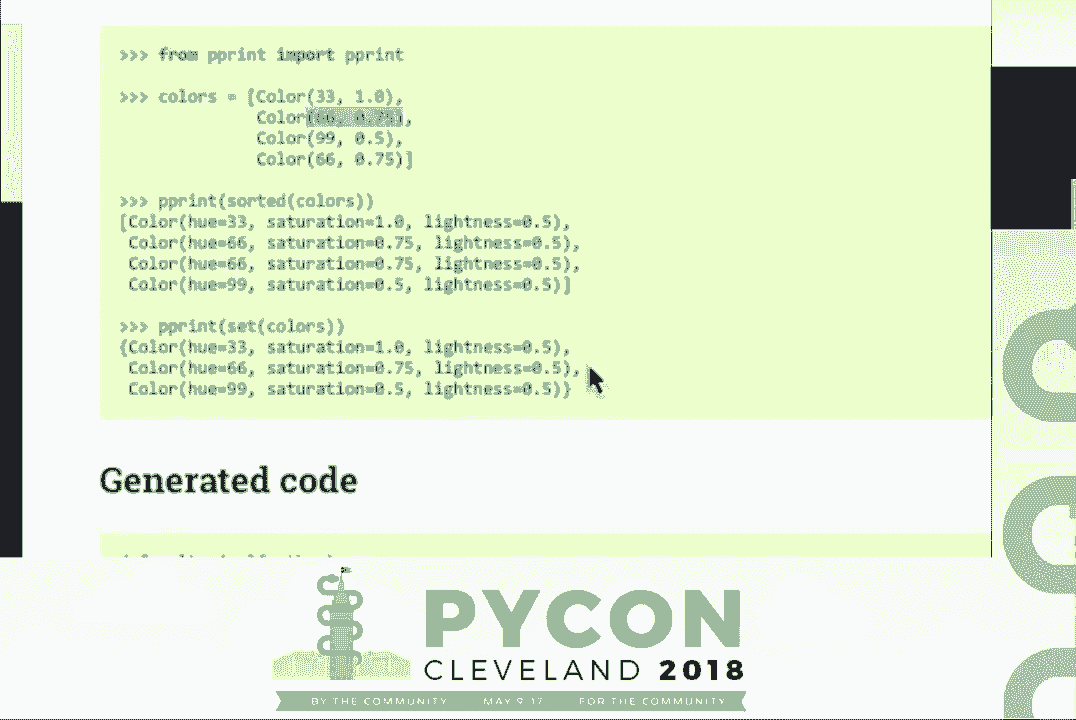 >>> from pprint import pprint
>>> colors = [Color(33, 1.0),
Color(66, 0.75),
Color(99, 0.5),
Color(66, 0.75)]
>>> pprint(sorted(colors))
[Color(hue=33, saturation=1.0, lightness=0.5),
Color(hue=66, saturation=0.75, lightness=0.5),
Color(hue=66, saturation=0.75, lightness=0.5),
Color(hue=99, saturation=0.5, lightness=0.5)]
>>> pprint(set(colors))
{Color(hue=33, saturation=1.0, lightness=0.5),
Color(hue=66, saturation=0.75, lightness=0.5),
Color(hue=99, saturation=0.5, lightness=0.5)}
Generated code
PYCON
CLEVELAND 2018
BY THE COMMUNITY MAY 9-17 FOR THE COMMUNITY